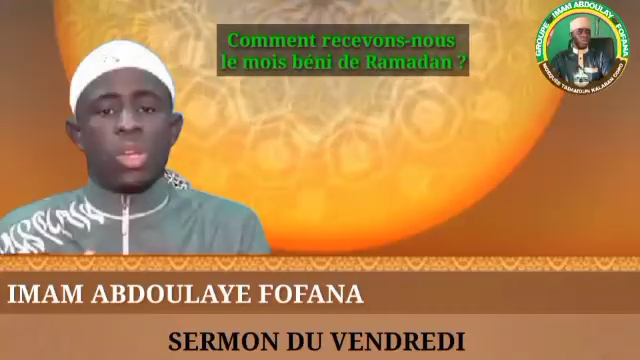 Comment recevons-nous
le mois béni de Ramadan ?
GROUPE IMAM ABDOULAY FOFANA
IMAM ABDOULAYE FOFANA
SERMON DU VENDREDI